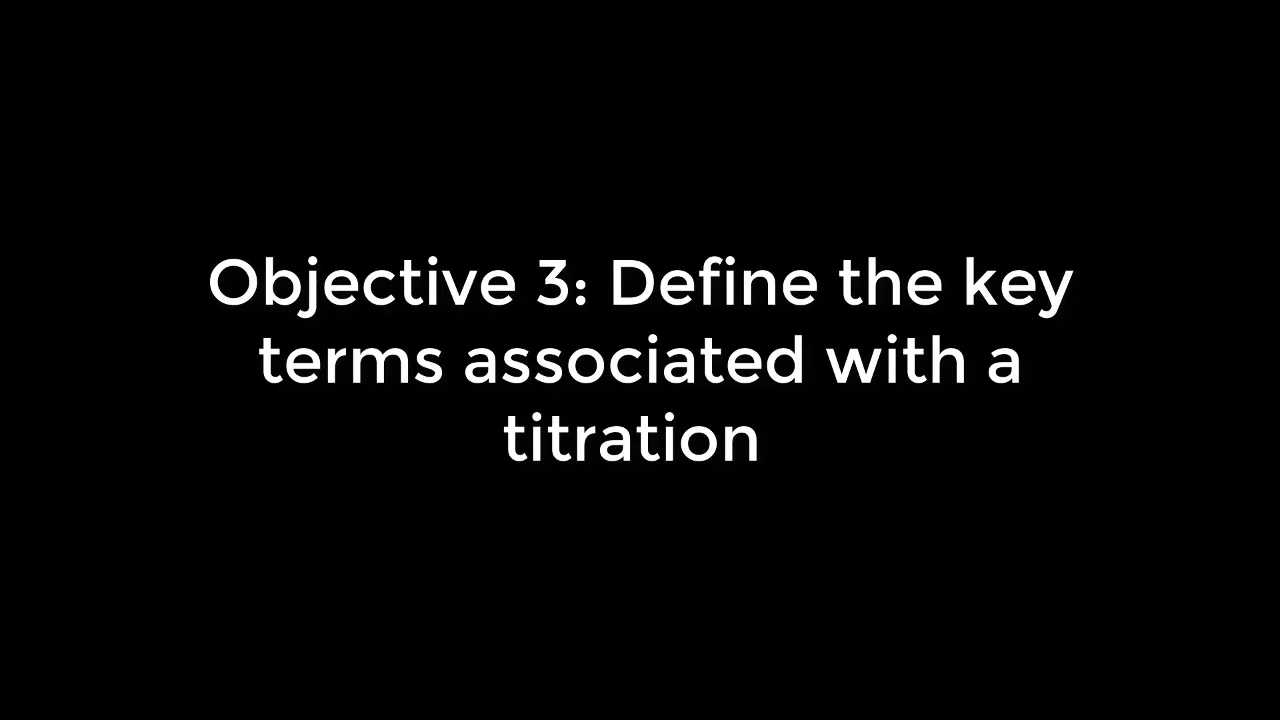 Objective 3: Define the key
terms associated with a
titration